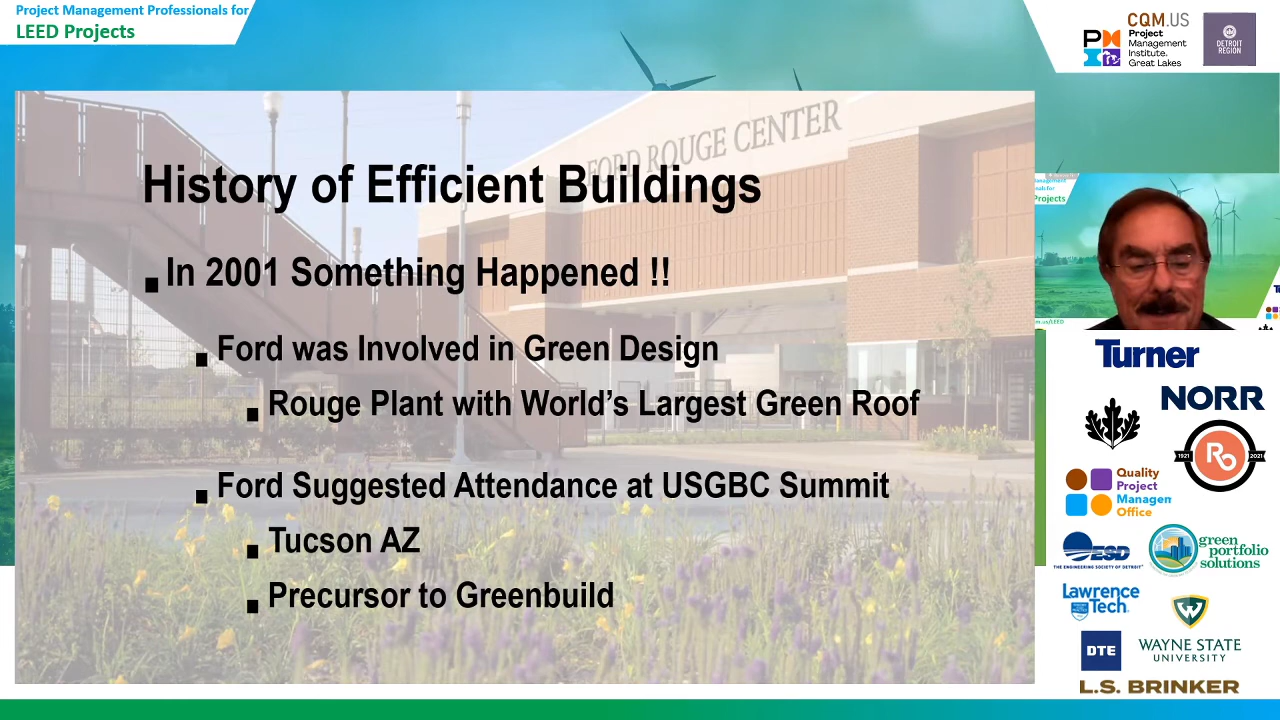 Project Management Professionals for
LEED Projects
CQM.US
Project
Management
Institute.
Great Lakes
DETROIT
REGION
FORD ROUGE CENTER
History of Efficient Buildings
In 2001 Something Happened !!
Ford was Involved in Green Design
Rouge Plant with World’s Largest Green Roof
Ford Suggested Attendance at USGBC Summit
Tucson AZ
Precursor to Greenbuild
Projects
Turner
NORR
1921
Ro
2021
Quality
Project
Managem
Office
ESD
THE ENGINEERING SOCIETY OF DETROIT
green
portfolio
solutions
Lawrence
Tech
W
DTE
WAYNE STATE
UNIVERSITY
L.S. BRINKER